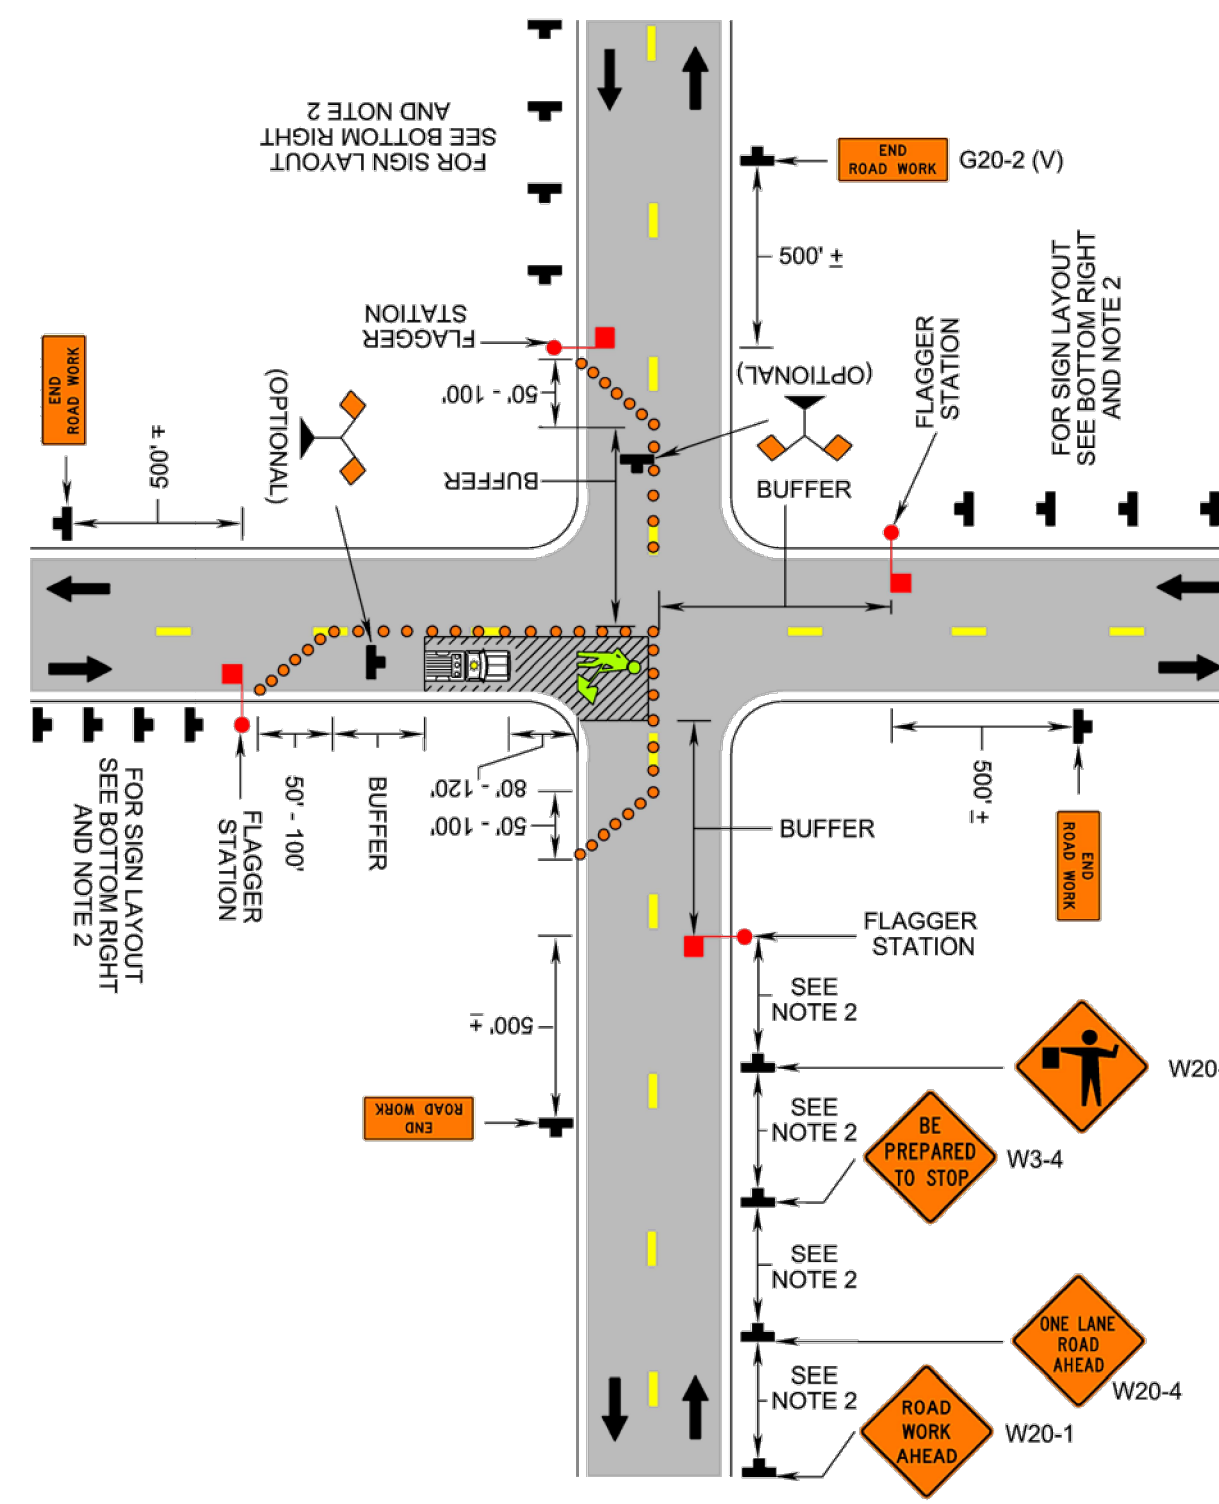 FOR SIGN LAYOUT
SEE BOTTOM RIGHT
AND NOTE 2
END
ROAD WORK
G20-2 (V)
500' ±
FOR SIGN LAYOUT
SEE BOTTOM RIGHT
AND NOTE 2
FLAGGER
STATION
FLAGGER
STATION
END
ROAD WORK
500' ±
(OPTIONAL)
50' - 100'
(OPTIONAL)
BUFFER
BUFFER
FOR SIGN LAYOUT
SEE BOTTOM RIGHT
AND NOTE 2
FLAGGER
STATION
50' - 100'
BUFFER
80' - 120'
50' - 100'
BUFFER
500' ±
END
ROAD WORK
FLAGGER
STATION
500' ±
END
ROAD WORK
SEE
NOTE 2
W20-
SEE
NOTE 2
BE
PREPARED
TO STOP
W3-4
SEE
NOTE 2
ONE LANE
ROAD
AHEAD
W20-4
SEE
NOTE 2
ROAD
WORK
AHEAD
W20-1